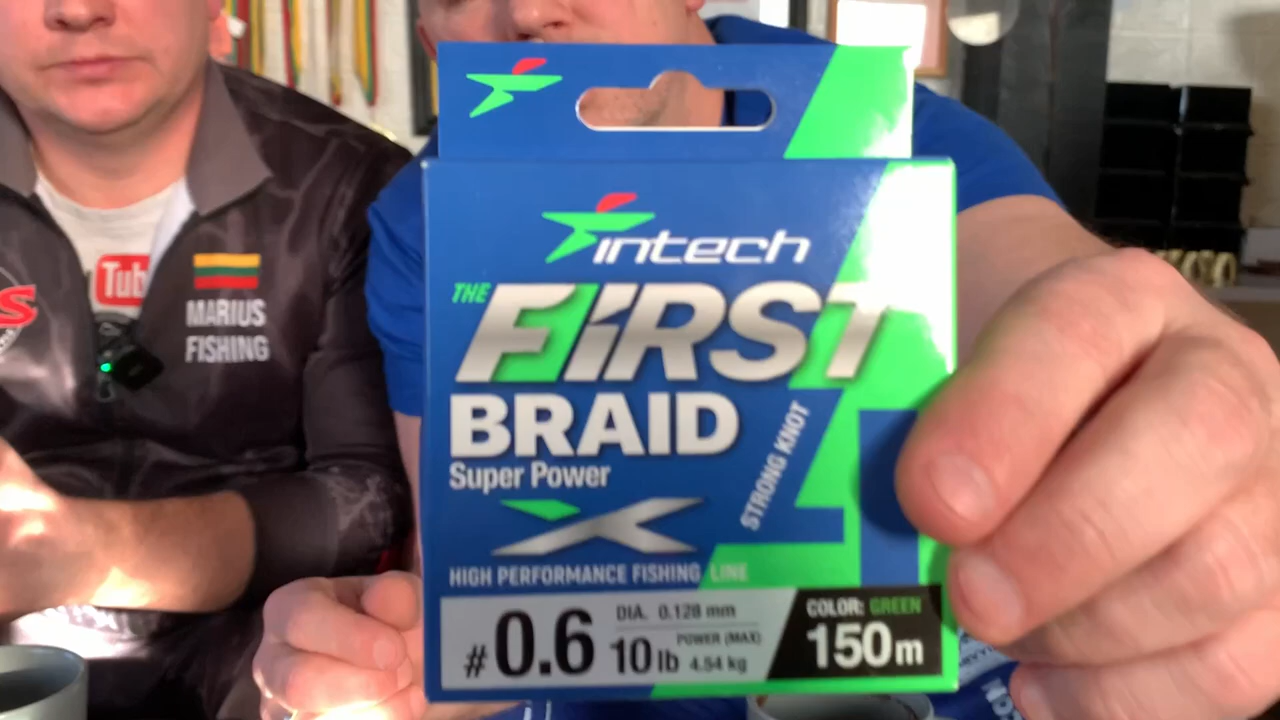 intech
THE
FIRST
BRAID
Super Power
X
STRONG KNOT
HIGH PERFORMANCE FISHING LINE
#0.6
DIA. 0.128 mm
10 lb
POWER (MAX)
4.54 kg
COLOR: GREEN
150m
Tub
MARIUS
FISHING
S